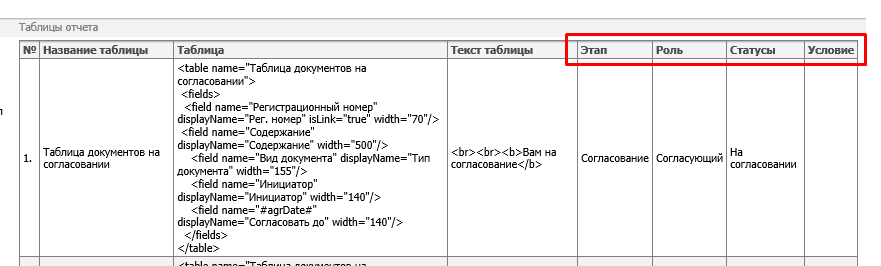 Таблицы отчета
№ Название таблицы Таблица Текст таблицы Этап Роль Статусы Условие
<table name="Таблица документов на
согласовании">
<fields>
<field name="Регистрационный номер"
displayName="Рег. номер" isLink="true" width="70"/>
<field name="Содержание"
displayName="Содержание" width="500"/>
<field name="Вид документа" displayName="Тип
документа" width="155"/>
<field name="Инициатор"
displayName="Инициатор" width="140"/>
<field name="#agrDate#"
displayName="Согласовать до" width="140"/>
</fields>
</table>
1.
Таблица документов на
согласовании
<br><br><b>Вам на
согласование</b>
Согласование
Согласующий
На
согласовании
<table name="Таблица документов на